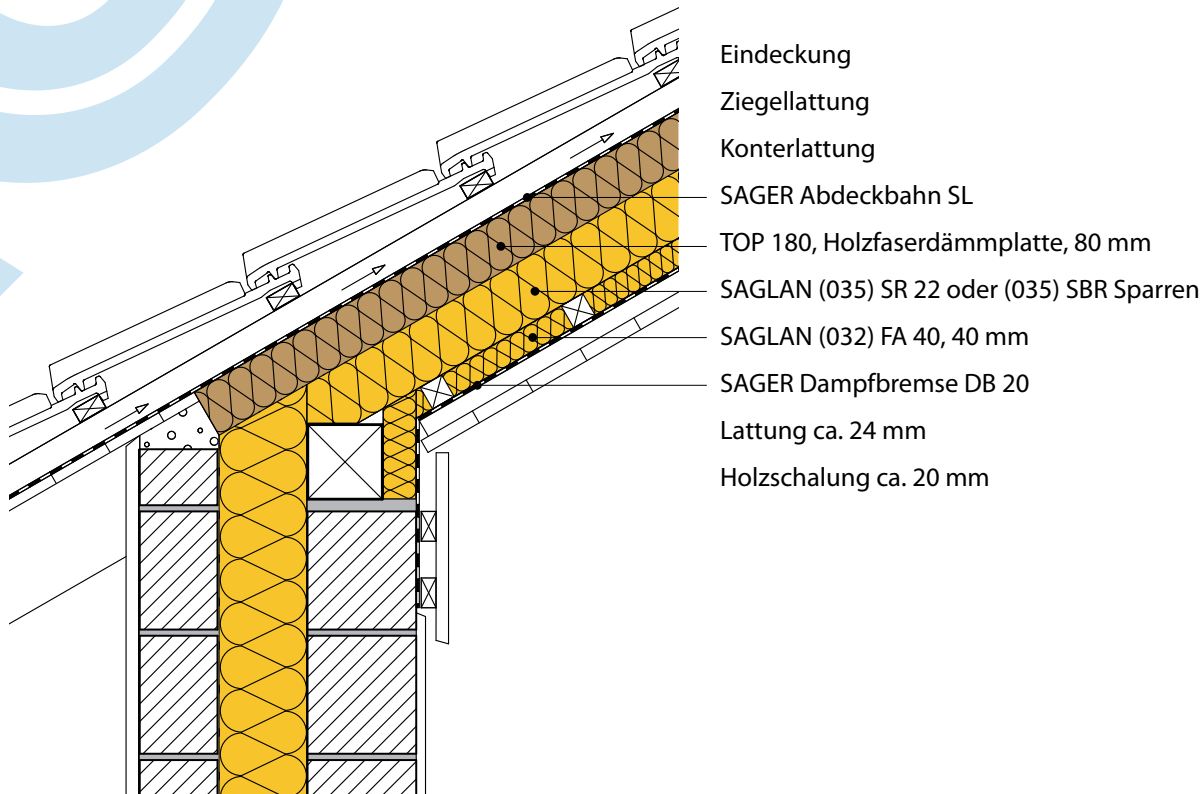 Eindeckung
Ziegellattung
Konterlattung
SAGER Abdeckbahn SL
TOP 180, Holzfaserdämmplatte, 80 mm
SAGLAN (035) SR 22 oder (035) SBR Sparren
SAGLAN (032) FA 40, 40 mm
SAGER Dampfbremse DB 20
Lattung ca. 24 mm
Holzschalung ca. 20 mm